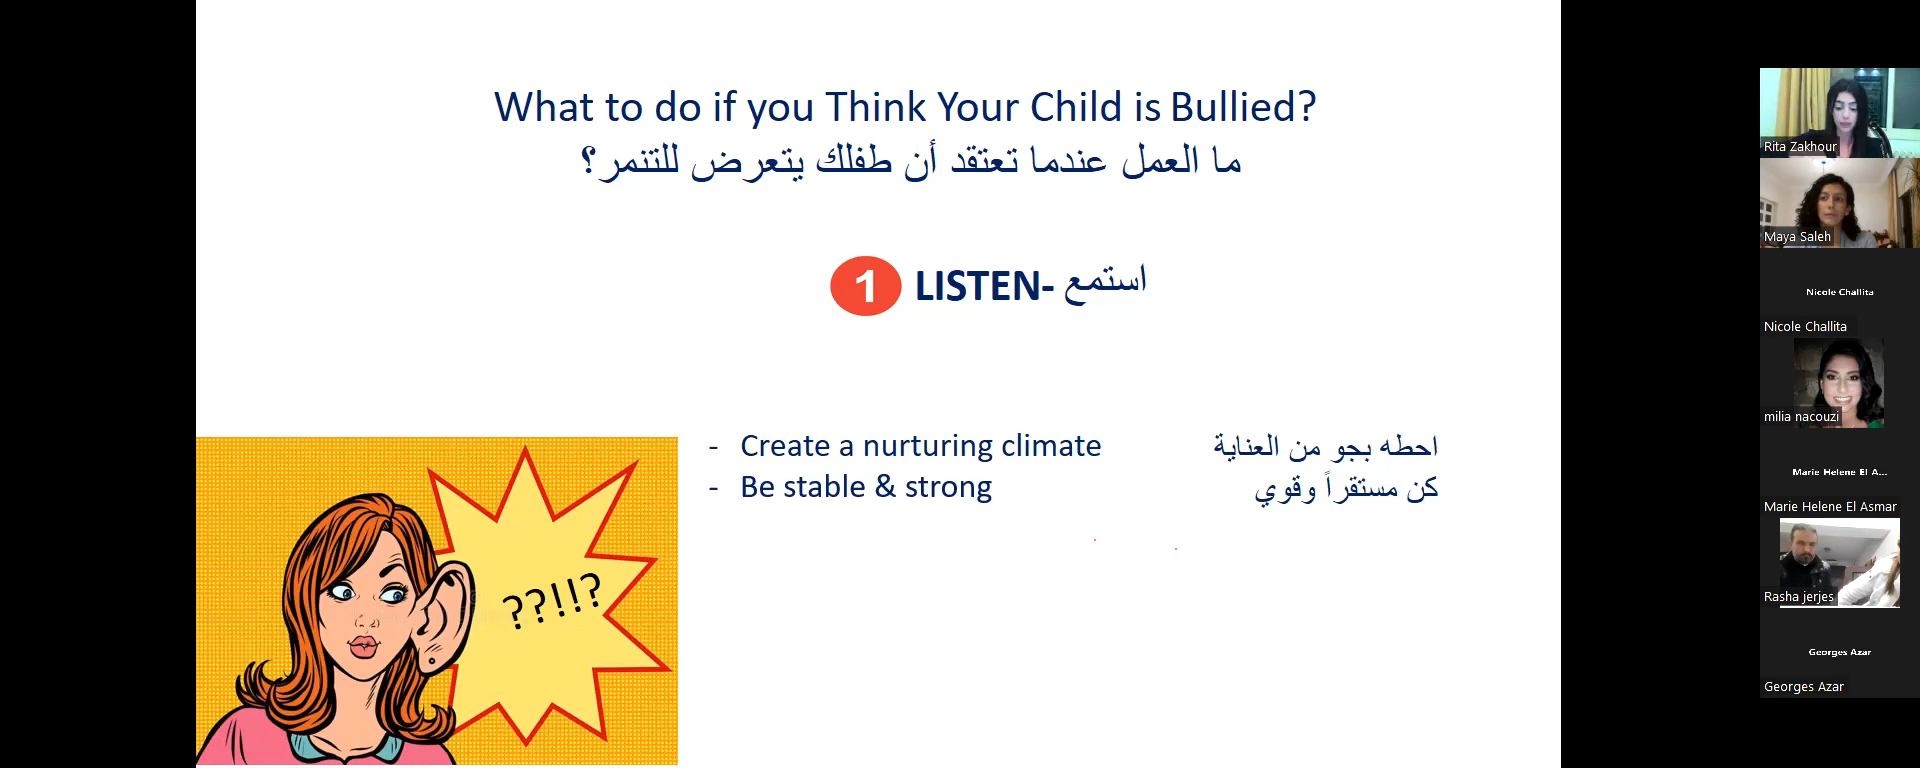 What to do if you Think Your Child is Bullied?
ما العمل عندما تعتقد أن طفلك يتعرض للتنمر؟
1 LISTEN- استمع
- Create a nurturing climate احطه بجو من العناية
- Be stable & strong كن مستقراً وقوي
??!!?
Rita Zakhour
Maya Saleh
Nicole Challita
Nicole Challita
milia nacouzi
Marie Helene El A...
Marie Helene El Asmar
Rasha jerjes
Georges Azar
Georges Azar